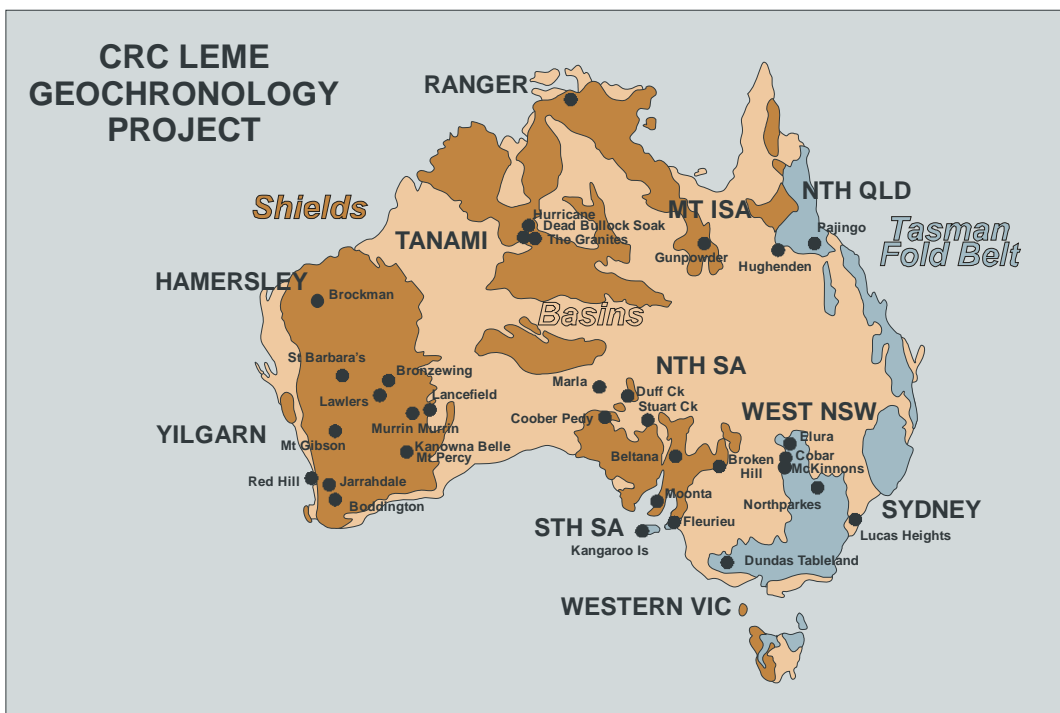 CRC LEME
GEOCHRONOLOGY
PROJECT
RANGER
NTH QLD
Shields
MT ISA
Hurricane
Dead Bullock Soak
TANAMI
The Granites
Pajingo
Tasman
Fold Belt
Gunpowder
Hughenden
HAMERSLEY
Brockman
Basins
St Barbara's
Bronzewing
NTH SA
Marla
Lawlers
Lancefield
Duff Ck
Stuart Ck
Murrin Murrin
Coober Pedy
WEST NSW
YILGARN
Mt Gibson
Kanowna Belle
Mt Percy
Elura
Cobar
McKinnons
Beltana
Broken
Hill
Red Hill
Jarrahdale
Boddington
Moonta
Northparkes
SYDNEY
Lucas Heights
STH SA
Fleurieu
Kangaroo Is
Dundas Tableland
WESTERN VIC